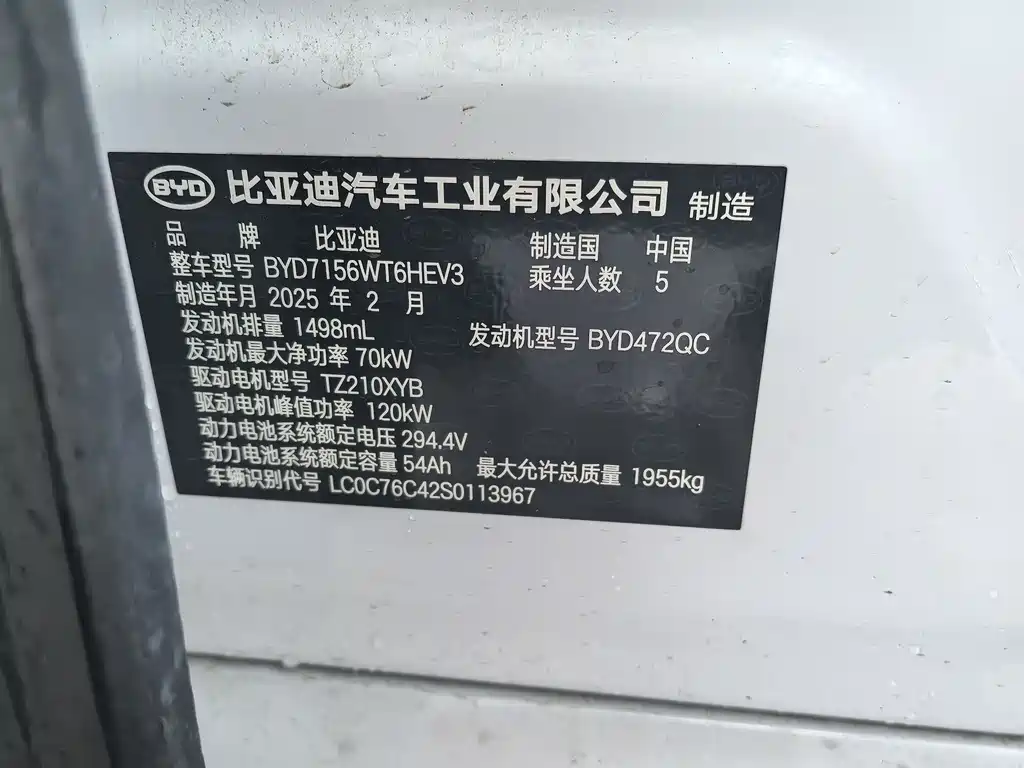 BYD 比亚迪汽车工业有限公司 制造
品 牌 比亚迪 制造国 中国
整车型号 BYD7156WT6HEV3 乘坐人数 5
制造年月 2025 年 2 月
发动机排量 1498mL 发动机型号 BYD472QC
发动机最大净功率 70kW
驱动电机型号 TZ210XYB
驱动电机峰值功率 120kW
动力电池系统额定电压 294.4V
动力电池系统额定容量 54Ah 最大允许总质量 1955kg
车辆识别代号 LC0C76C42S0113967